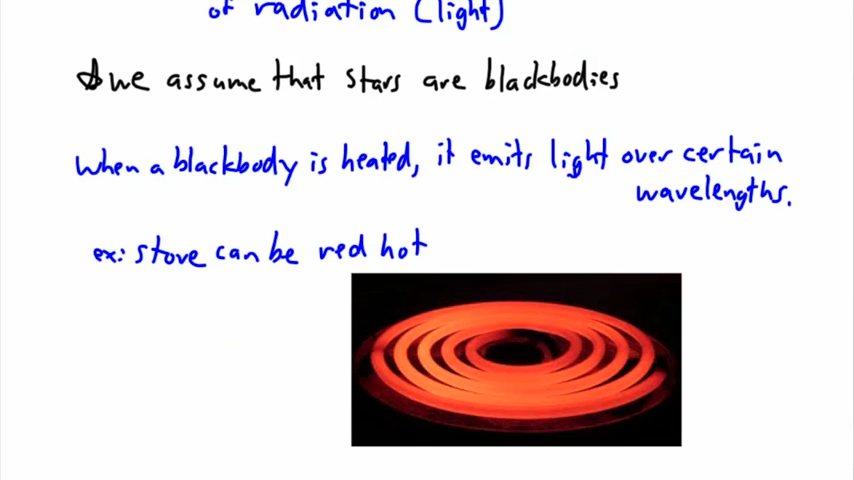 of radiation (light)
we assume that stars are blackbodies
when a blackbody is heated, it emits light over certain
wavelengths.
ex: stove can be red hot